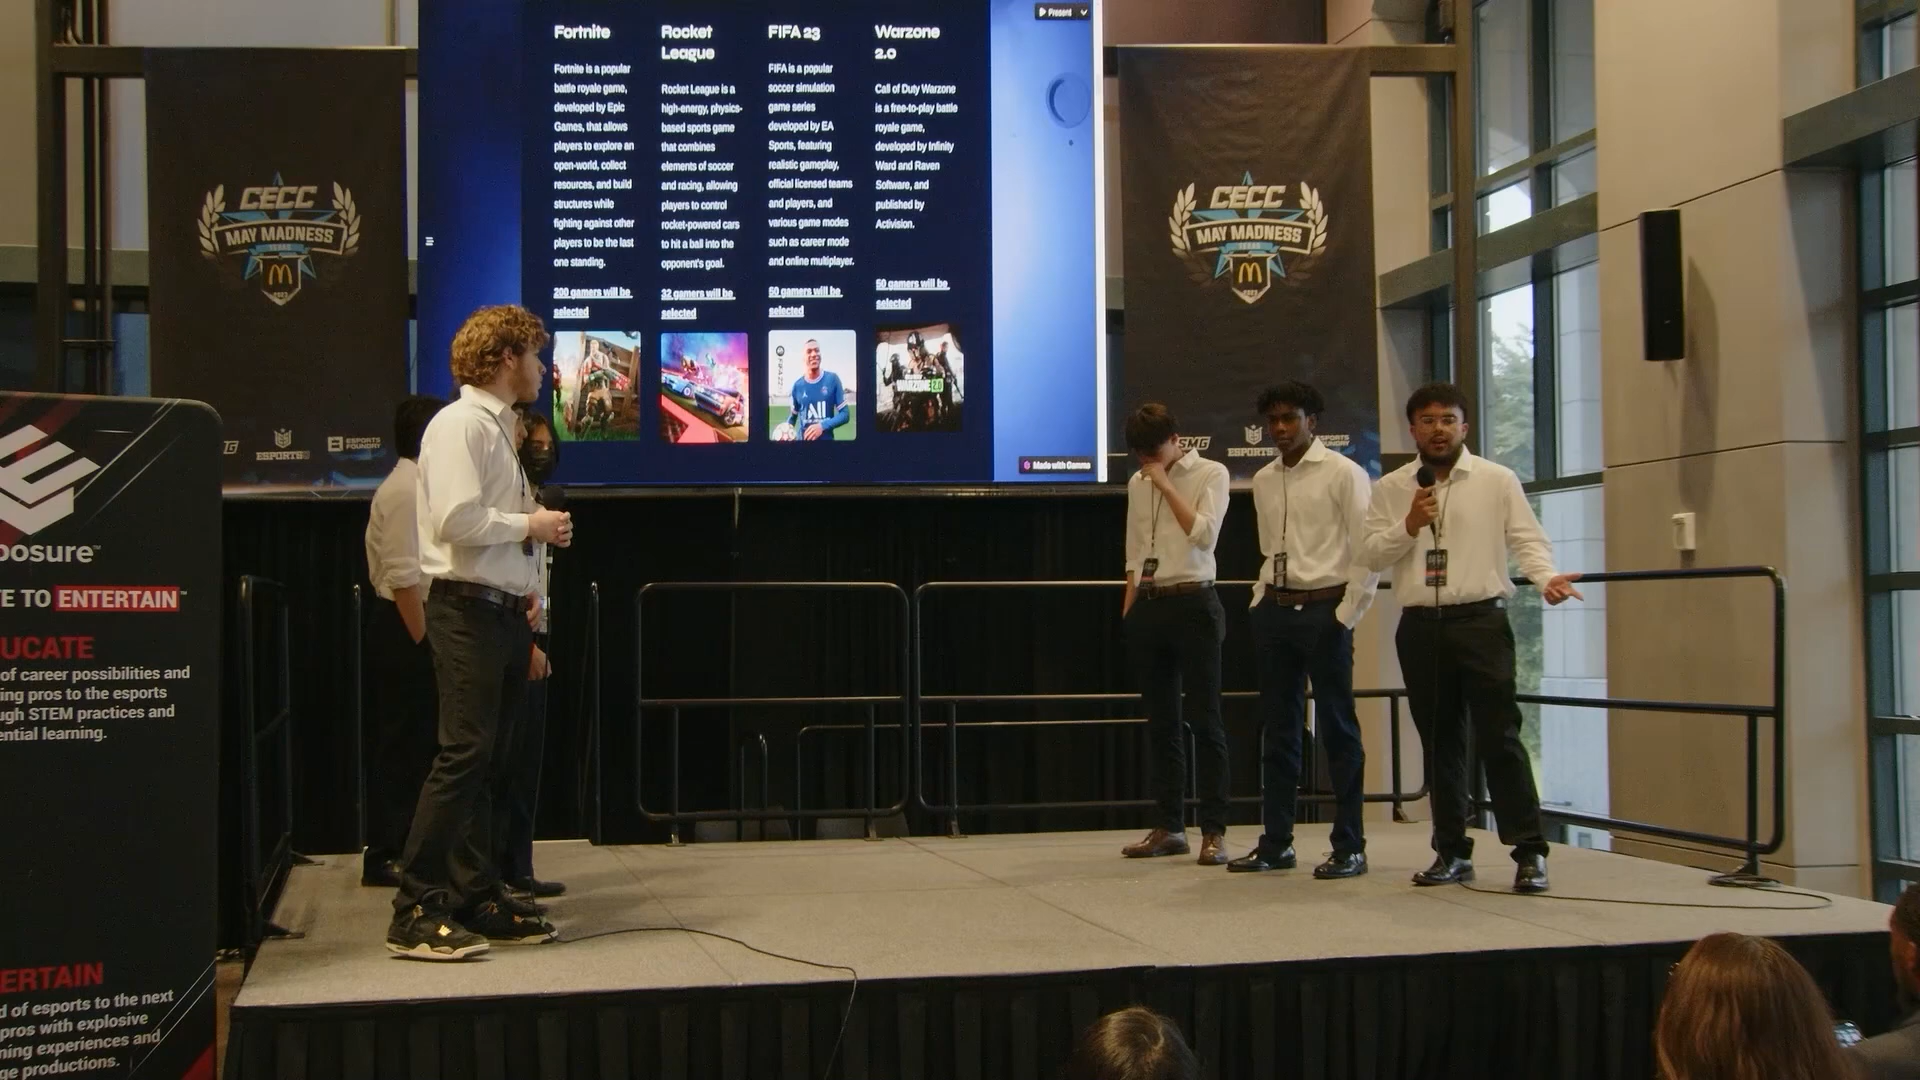 Present
Fortnite
Fortnite is a popular
battle royale game,
developed by Epic
Games, that allows
players to explore an
open-world, collect
resources, and build
structures while
fighting against other
players to be the last
one standing.
200 gamers will be
selected
Rocket
League
Rocket League is a
high-energy, physics-
based sports game
that combines
elements of soccer
and racing, allowing
players to control
rocket-powered cars
to hit a ball into the
opponent's goal.
32 gamers will be
selected
FIFA 23
FIFA is a popular
soccer simulation
game series
developed by EA
Sports, featuring
realistic gameplay,
official licensed teams
and players, and
various game modes
such as career mode
and online multiplayer.
50 gamers will be
selected
Warzone
2.0
Call of Duty Warzone
is a free-to-play battle
royale game,
developed by Infinity
Ward and Raven
Software, and
published by
Activision.
50 gamers will be
selected
WARZONE 2.0
Made with Gamma
CECC
MAY MADNESS
TEXAS
2023
ESPORTS
ESPORTS
FOUNDRY
CECC
MAY MADNESS
TEXAS
2023
SMG
ESPORTS
ESPORTS
FOUNDRY
posure™
E TO ENTERTAIN™
UCATE
of career possibilities and
ing pros to the esports
ugh STEM practices and
ential learning.
ERTAIN
d of esports to the next
pros with explosive
ning experiences and
ge productions.